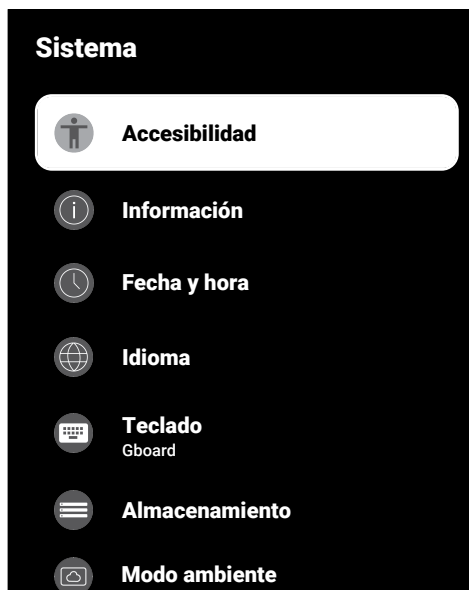 Sistema
Accesibilidad
Información
Fecha y hora
Idioma
Teclado
Gboard
Almacenamiento
Modo ambiente